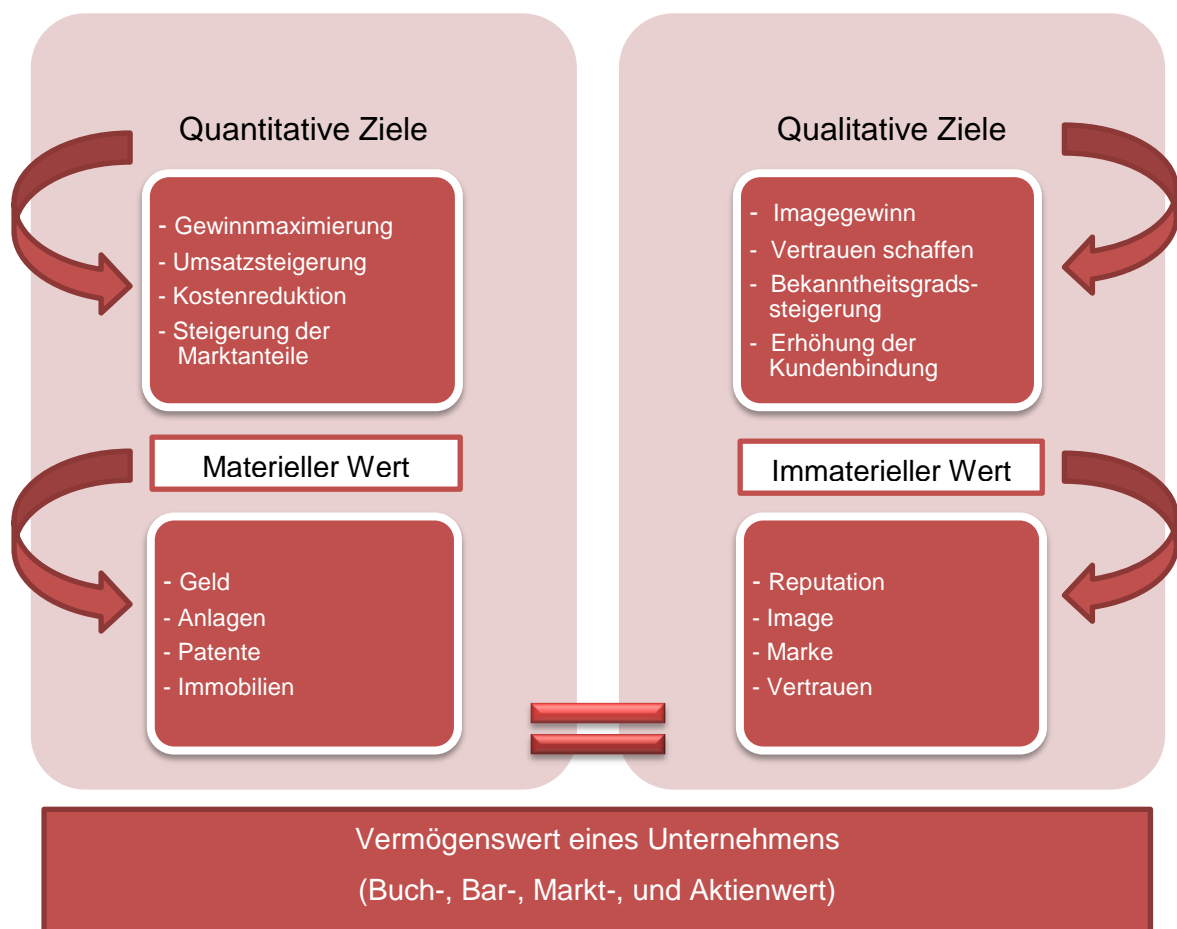 Quantitative Ziele
- Gewinnmaximierung
- Umsatzsteigerung
- Kostenreduktion
- Steigerung der
Marktanteile
Materieller Wert
- Geld
- Anlagen
- Patente
- Immobilien
Qualitative Ziele
- Imagegewinn
- Vertrauen schaffen
- Bekanntheitsgrads-
steigerung
- Erhöhung der
Kundenbindung
Immaterieller Wert
- Reputation
- Image
- Marke
- Vertrauen
Vermögenswert eines Unternehmens
(Buch-, Bar-, Markt-, und Aktienwert)